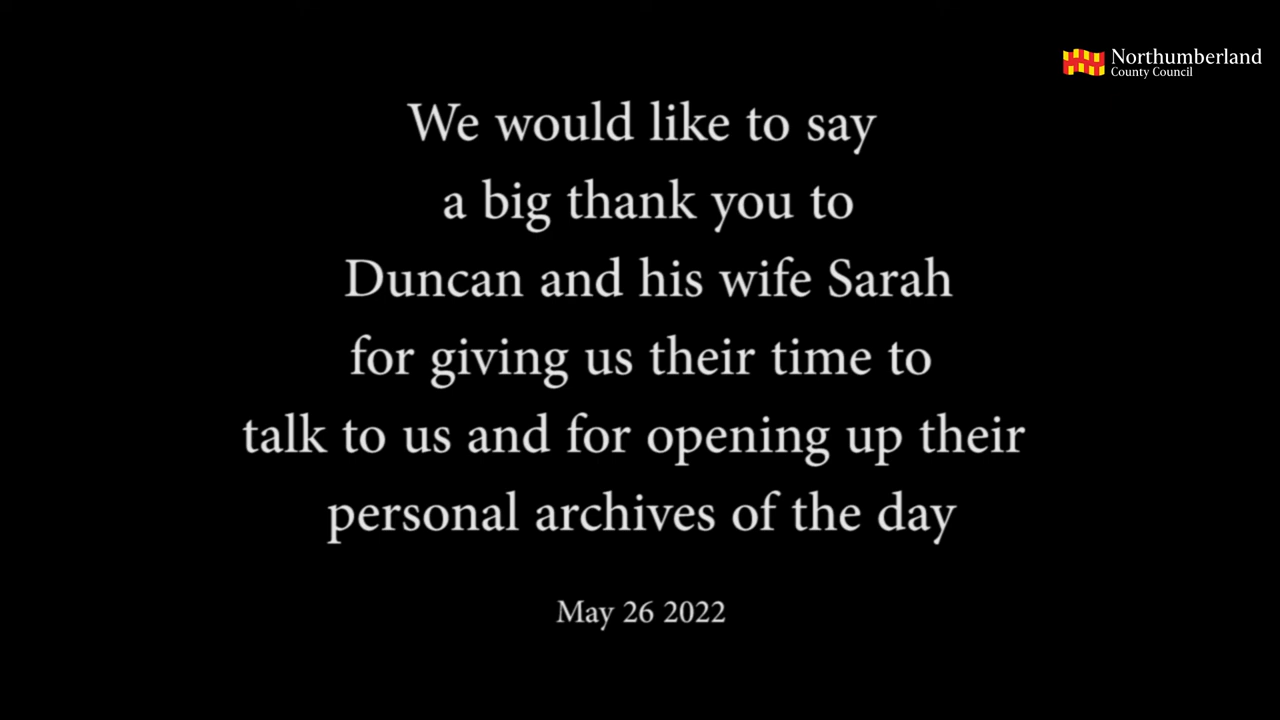 Northumberland
County Council
We would like to say
a big thank you to
Duncan and his wife Sarah
for giving us their time to
talk to us and for opening up their
personal archives of the day
May 26 2022